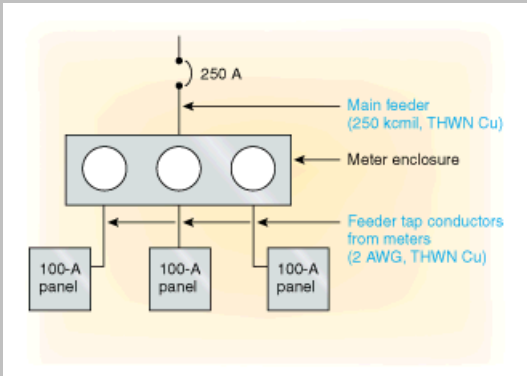 250 A
Main feeder
(250 kcmil, THWN Cu)
Meter enclosure
Feeder tap conductors
from meters
(2 AWG, THWN Cu)
100-A
panel
100-A
panel
100-A
panel